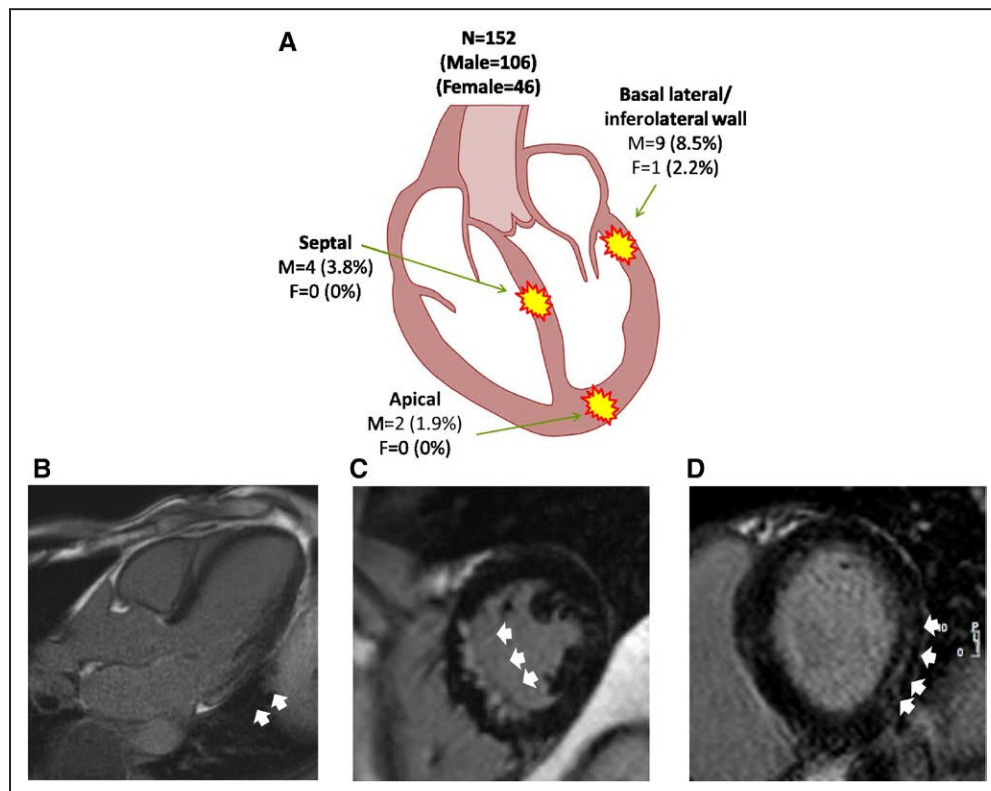 A
N=152
(Male=106)
(Female=46)
Basal lateral/
inferolateral wall
M=9 (8.5%)
F=1 (2.2%)
Septal
M=4 (3.8%)
F=0 (0%)
Apical
M=2 (1.9%)
F=0 (0%)
B
C
D
P
0